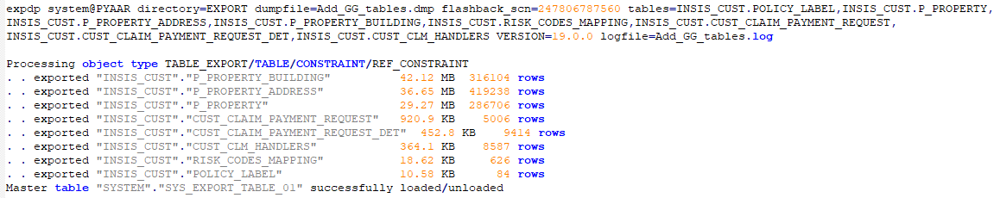 expdp system@PYAAR directory=EXPORT dumpfile=Add_GG_tables.dmp flashback_scn=247806787560 tables=INSIS_CUST.POLICY_LABEL,INSIS_CUST.P_PROPERTY,
INSIS_CUST.P_PROPERTY_ADDRESS,INSIS_CUST.P_PROPERTY_BUILDING,INSIS_CUST.RISK_CODES_MAPPING,INSIS_CUST.CUST_CLAIM_PAYMENT_REQUEST,
INSIS_CUST.CUST_CLAIM_PAYMENT_REQUEST_DET,INSIS_CUST.CUST_CLM_HANDLERS VERSION=19.0.0 logfile=Add_GG_tables.log
Processing object type TABLE_EXPORT/TABLE/CONSTRAINT/REF_CONSTRAINT
. . exported "INSIS_CUST"."P_PROPERTY_BUILDING" 42.12 MB 316104 rows
. . exported "INSIS_CUST"."P_PROPERTY_ADDRESS" 36.65 MB 419238 rows
. . exported "INSIS_CUST"."P_PROPERTY" 29.27 MB 286706 rows
. . exported "INSIS_CUST"."CUST_CLAIM_PAYMENT_REQUEST" 920.9 KB 5006 rows
. . exported "INSIS_CUST"."CUST_CLAIM_PAYMENT_REQUEST_DET" 452.8 KB 9414 rows
. . exported "INSIS_CUST"."CUST_CLM_HANDLERS" 364.1 KB 8587 rows
. . exported "INSIS_CUST"."RISK_CODES_MAPPING" 18.62 KB 626 rows
. . exported "INSIS_CUST"."POLICY_LABEL" 10.58 KB 84 rows
Master table "SYSTEM"."SYS_EXPORT_TABLE_01" successfully loaded/unloaded